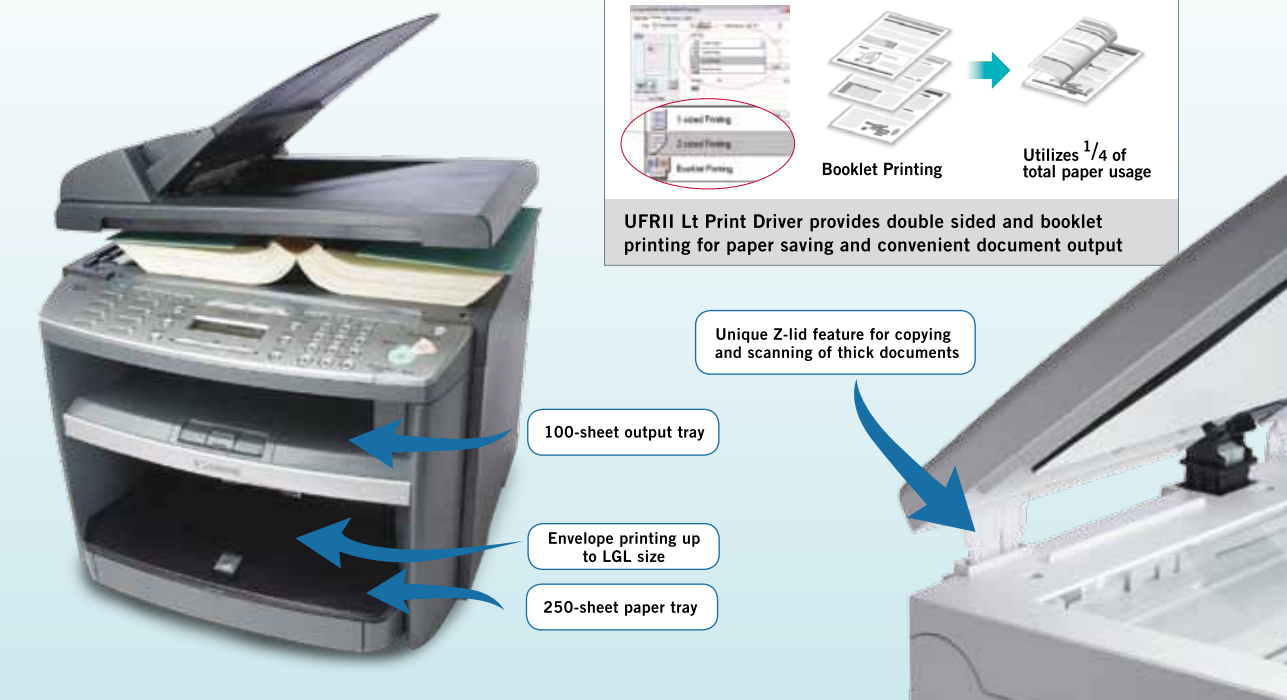 1-sided Printing
2-sided Printing
Booklet Printing
Booklet Printing
Utilizes 1/4 of
total paper usage
UFRII Lt Print Driver provides double sided and booklet
printing for paper saving and convenient document output
Unique Z-lid feature for copying
and scanning of thick documents
100-sheet output tray
Envelope printing up
to LGL size
250-sheet paper tray